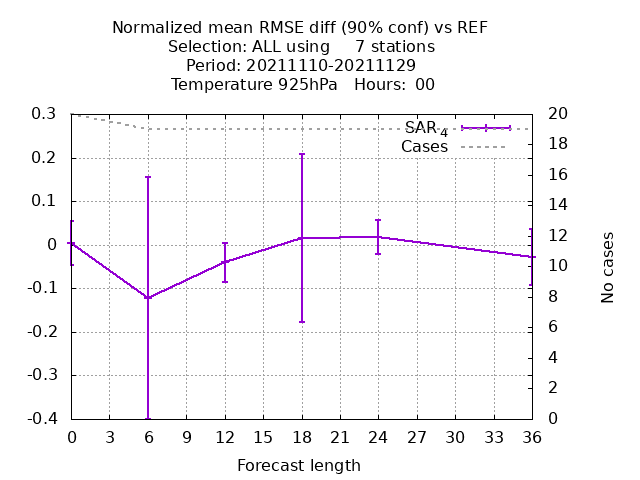 Normalized mean RMSE diff (90% conf) vs REF
Selection: ALL using     7 stations
Period: 20211110-20211129
Temperature 925hPa   Hours:  00
0.3
0.2
0.1
0
-0.1
-0.2
-0.3
-0.4
SAR4
Cases
20
18
16
14
12
10
8
6
4
2
0
No cases
0 3 6 9 12 15 18 21 24 27 30 33 36
Forecast length